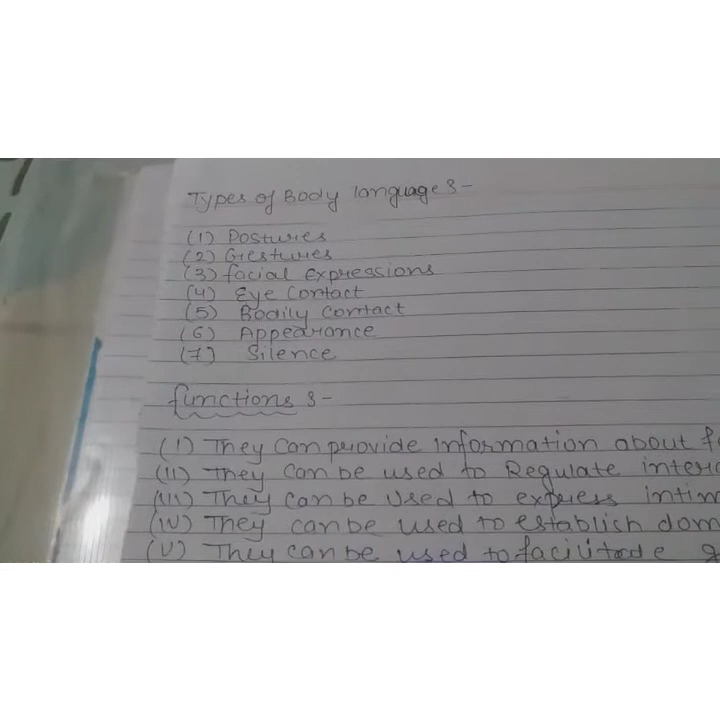 Types of Body language :-
(1) Postures
(2) Gestures
(3) facial expressions
(4) Eye Contact
(5) Bodily Contact
(6) Appearance
(7) Silence
functions :-
(I) They can provide information about
(II) They can be used to Regulate
(III) They can be used to express
(IV) They can be used to establish
(V) They can be used to facilitate